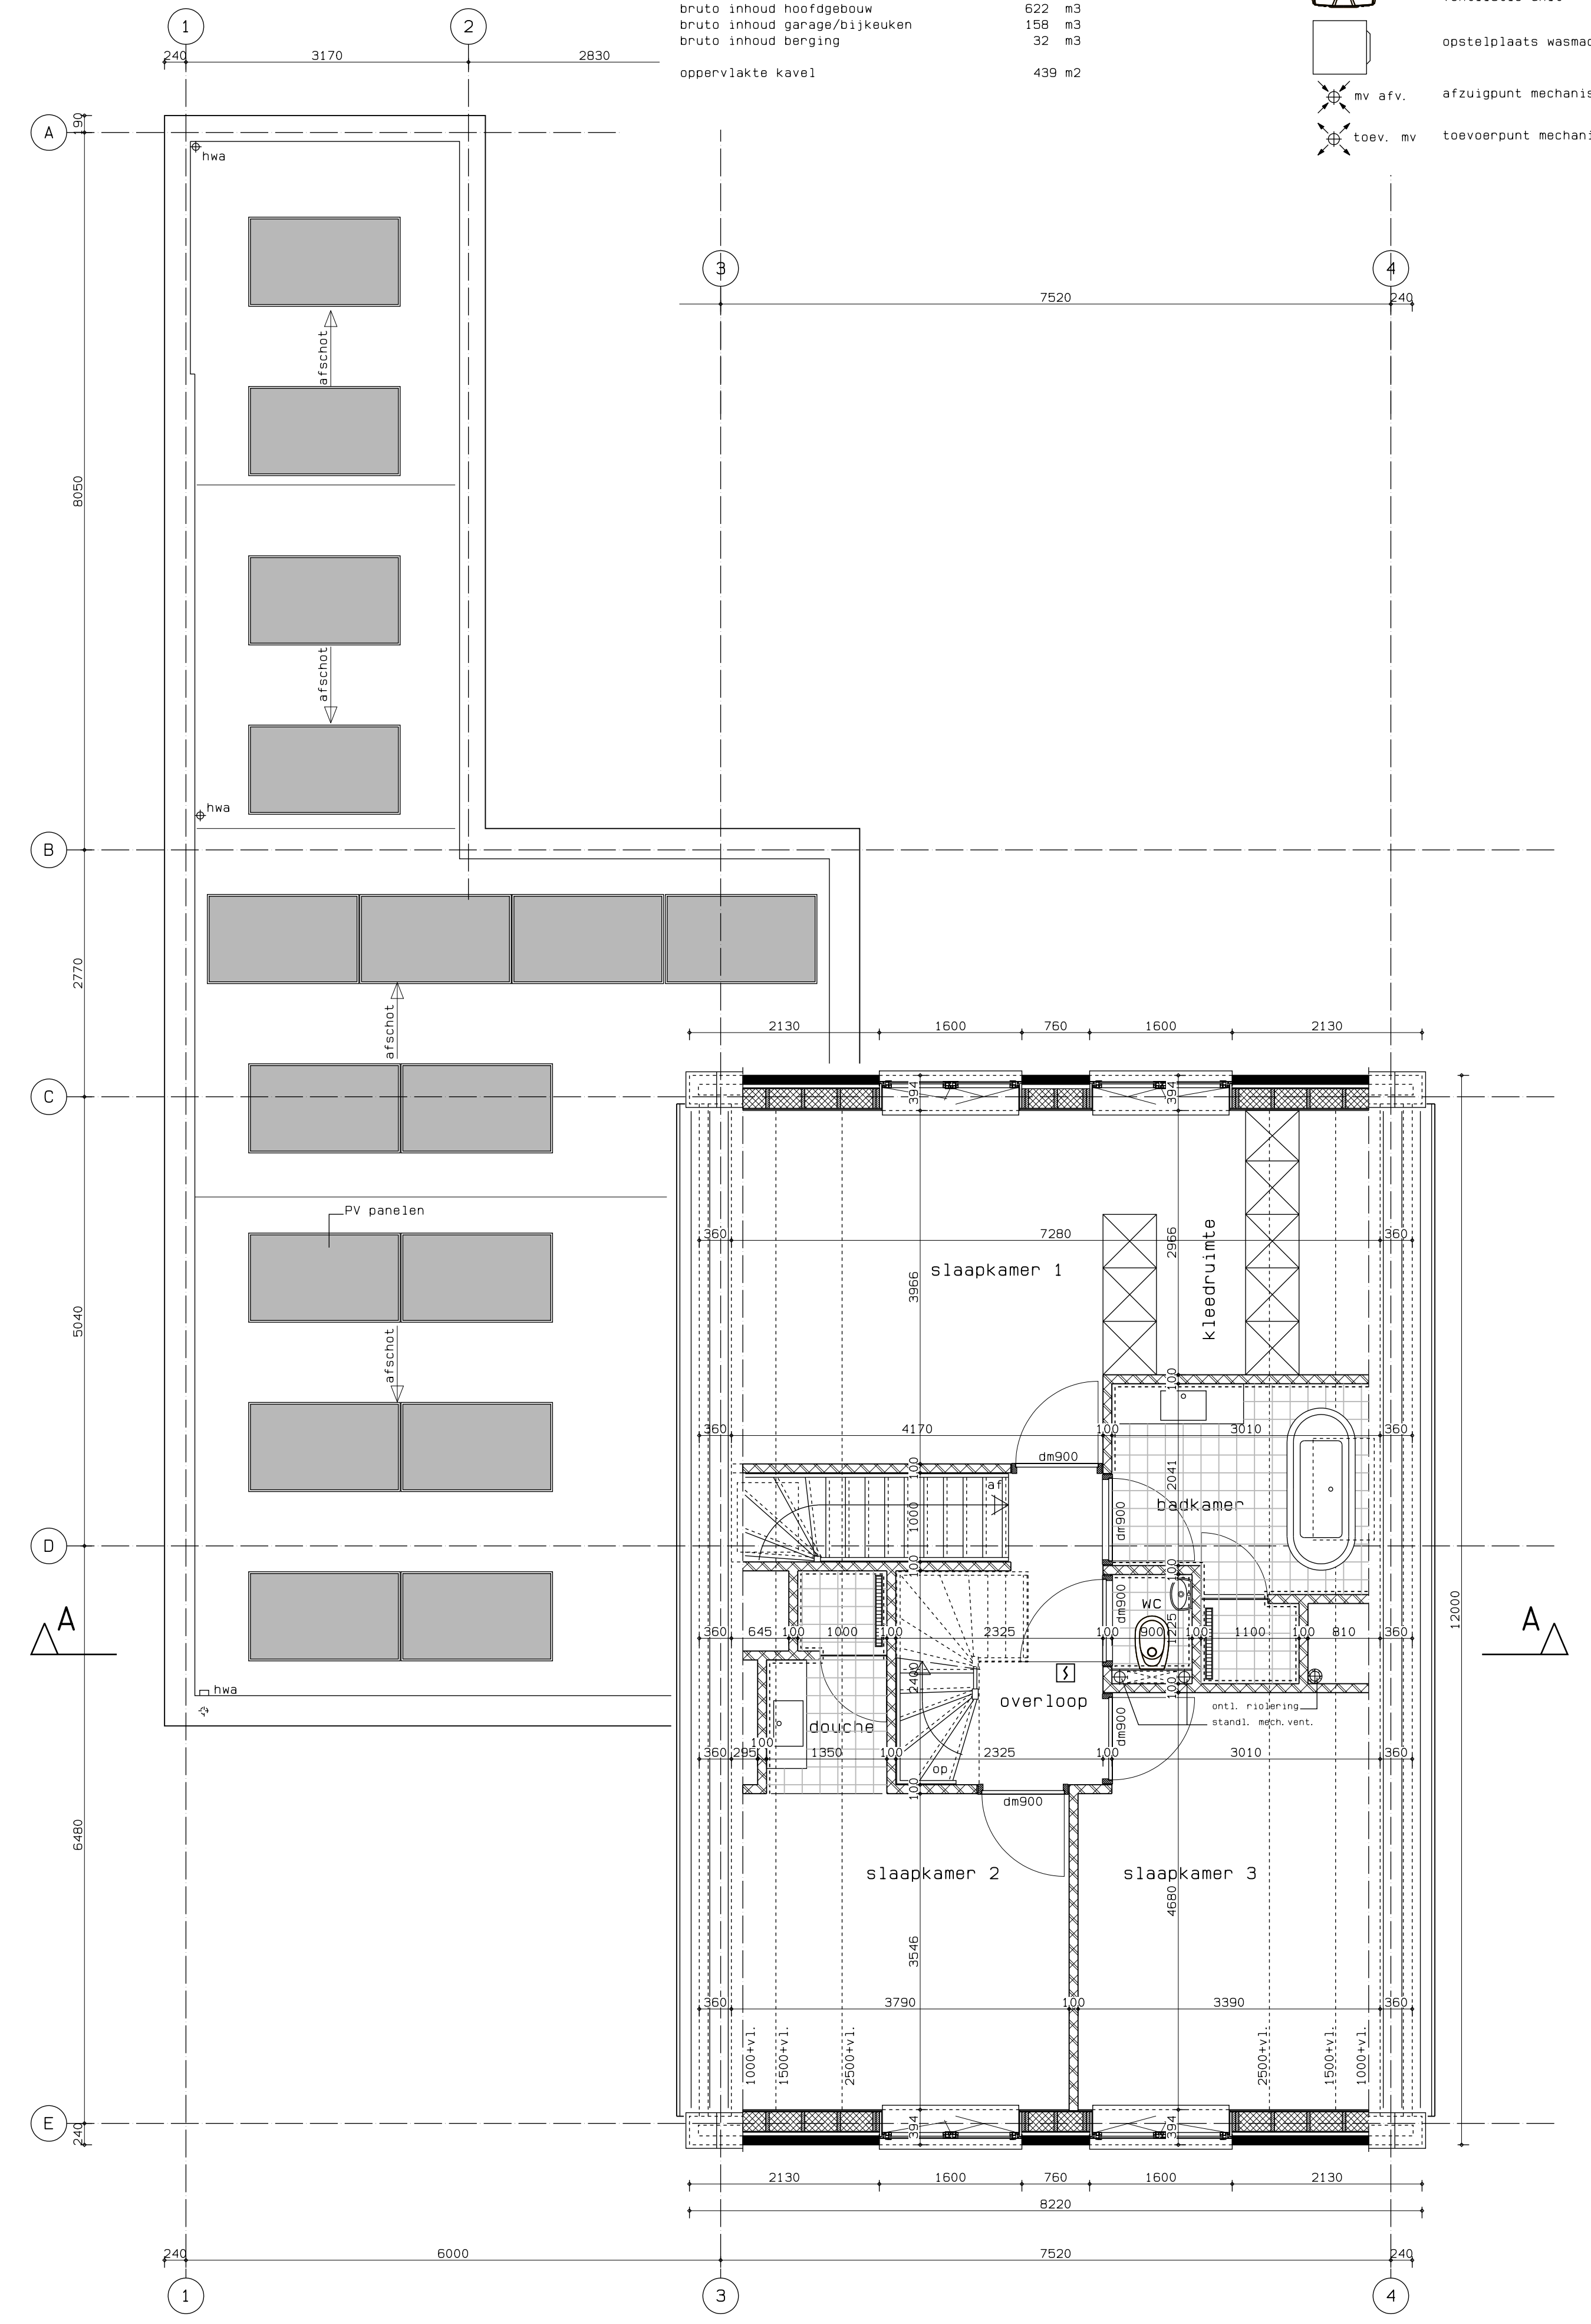 bruto inhoud hoofdgebouw 622 m3
bruto inhoud garage/bijkeuken 158 m3
bruto inhoud berging 32 m3
oppervlakte kavel 439 m2
opstelplaats
mv afv. afzuigpunt
toev. mv toevoerpunt
1 2
240 3170 2830
A
190
hwa
3 4
7520 240
afschot
8050
afschot
hwa
B
2770
afschot
2130 1600 760 1600 2130
C
394 394
PV panelen
360 7280 360
slaapkamer 1
kleedruimte
2966
3966
5040
afschot
100
360 4170 100 3010 360
dm900
100
2041
af
badkamer
1000
dm900
D
100 100
dm900
WC
12000
A A
1225
360 645 100 1000 100 2325 100 900 100 1100 100 810 360
2400
100
hwa
overloop
ontl. riolering
standl. mech.vent.
douche
dm900
100
360 295 1350 100 2325 100 3010 360
op
100
dm900
6480
slaapkamer 2 slaapkamer 3
4680
3546
360 3790 100 3390 360
1000+vl. 1500+vl. 2500+vl. 2500+vl. 1500+vl. 1000+vl.
E
240
394 394
2130 1600 760 1600 2130
8220
240 6000 7520 240
1 3 4